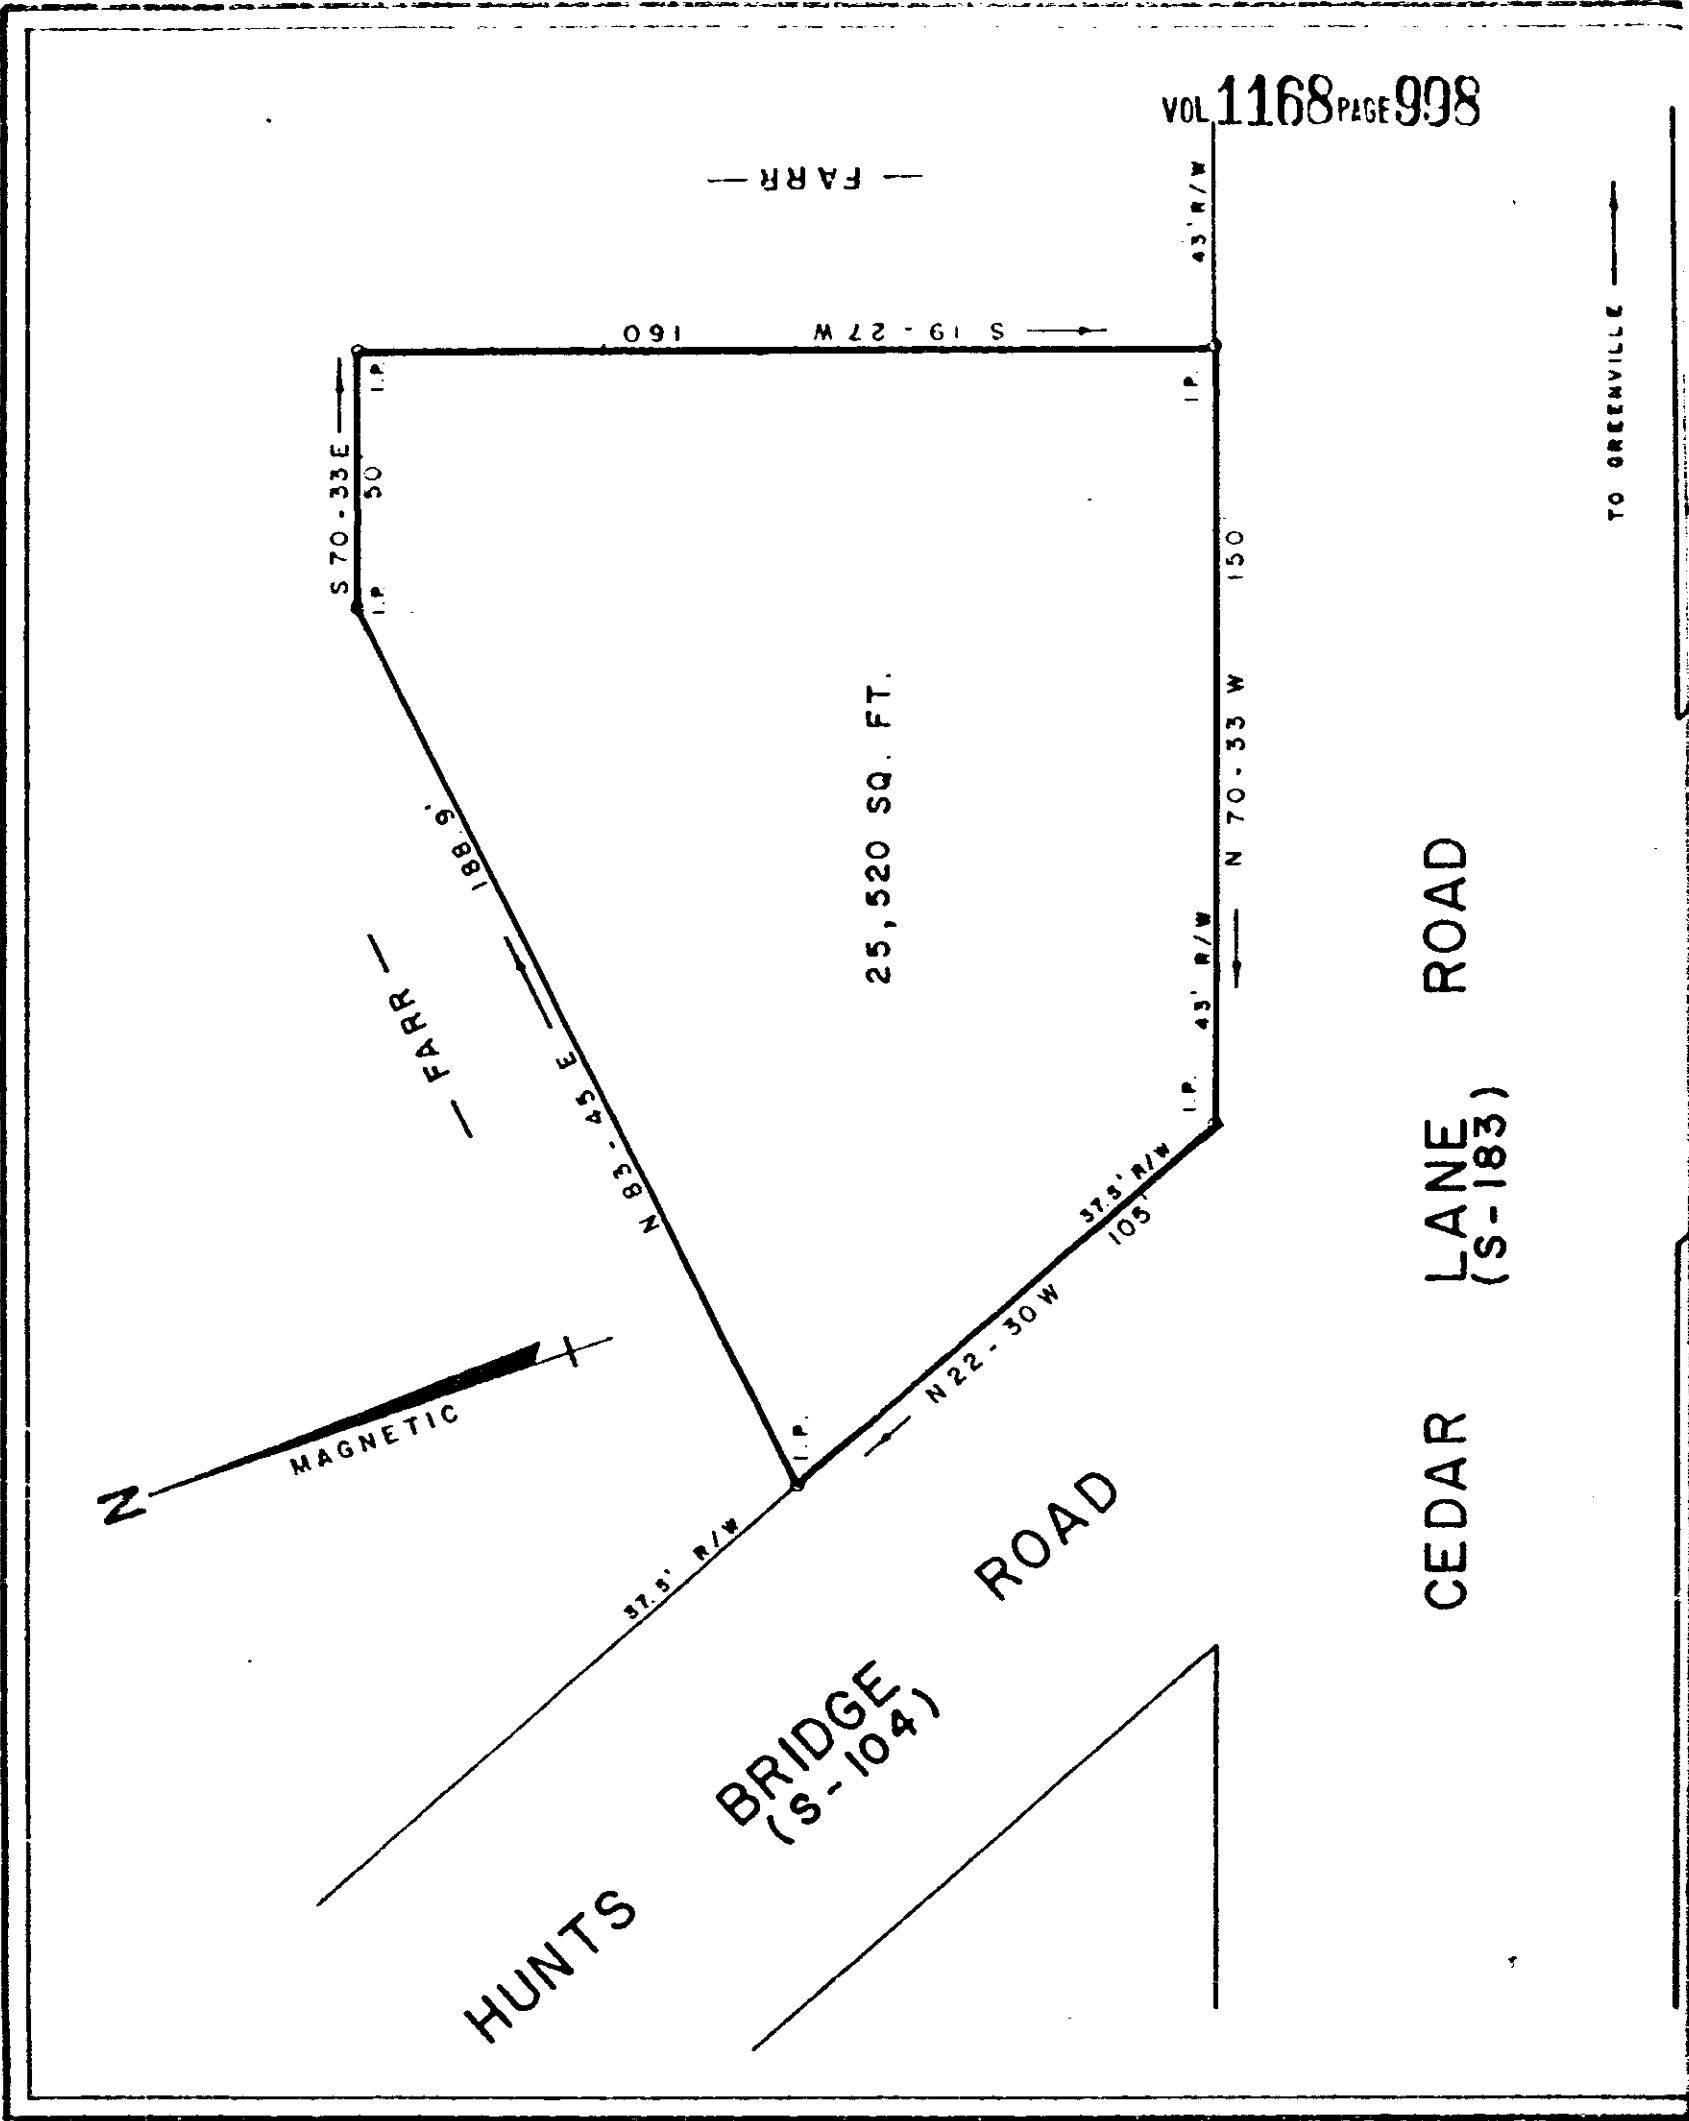 VOL 1168 PAGE 998
— FARR —
43' R/W
S 70-33 E
50
I.P.
I.P.
S 19-27 W
160
I.P.
TO GREENVILLE
188.9'
N 83-45 E
— FARR —
25,520 SQ. FT.
150
N 70-33 W
43' R/W
I.P.
37.5' R/W
105'
N 22-30 W
I.P.
N
MAGNETIC
37.5' R/W
HUNTS BRIDGE ROAD
(S-104)
CEDAR LANE ROAD
(S-183)